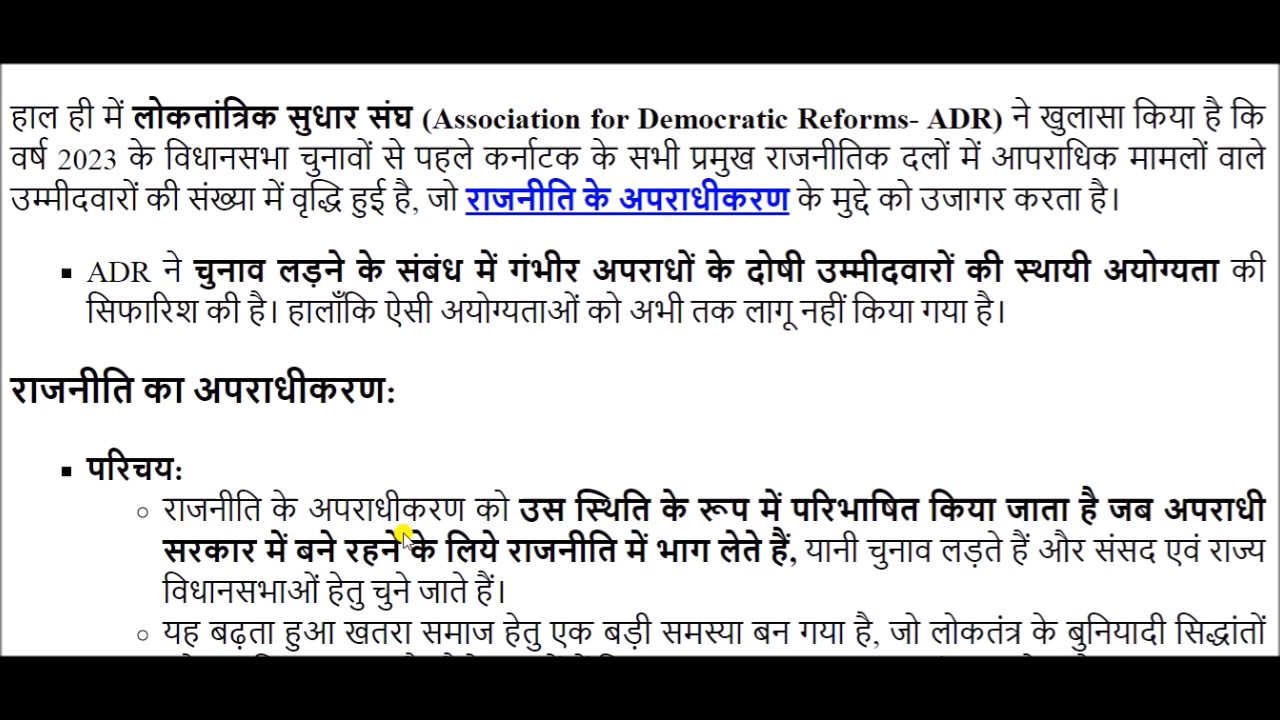 हाल ही में लोकतांत्रिक सुधार संघ (Association for Democratic Reforms- ADR) ने खुलासा किया है कि
वर्ष 2023 के विधानसभा चुनावों से पहले कर्नाटक के सभी प्रमुख राजनीतिक दलों में आपराधिक मामलों वाले
उम्मीदवारों की संख्या में वृद्धि हुई है, जो राजनीति के अपराधीकरण के मुद्दे को उजागर करता है।
▪ ADR ने चुनाव लड़ने के संबंध में गंभीर अपराधों के दोषी उम्मीदवारों की स्थायी अयोग्यता की
सिफारिश की है। हालाँकि ऐसी अयोग्यताओं को अभी तक लागू नहीं किया गया है।
राजनीति का अपराधीकरण:
▪ परिचय:
○ राजनीति के अपराधीकरण को उस स्थिति के रूप में परिभाषित किया जाता है जब अपराधी
सरकार में बने रहने के लिये राजनीति में भाग लेते हैं, यानी चुनाव लड़ते हैं और संसद एवं राज्य
विधानसभाओं हेतु चुने जाते हैं।
○ यह बढ़ता हुआ खतरा समाज हेतु एक बड़ी समस्या बन गया है, जो लोकतंत्र के बुनियादी सिद्धांतों